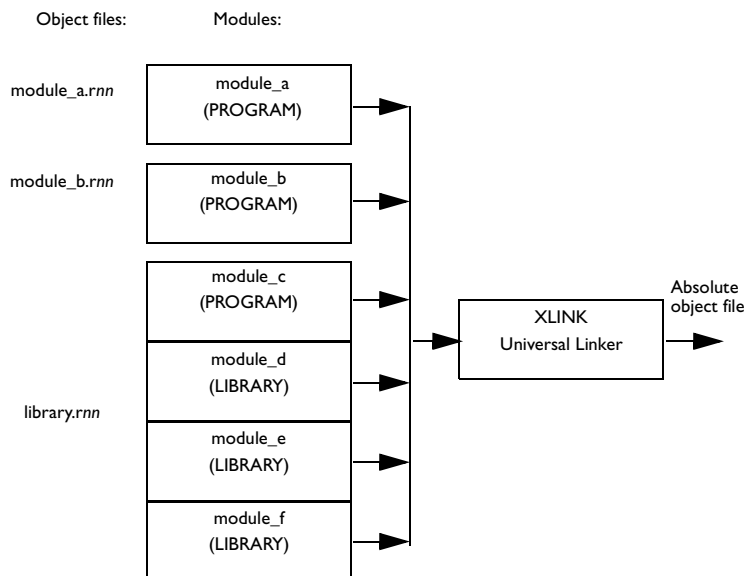 Object files:
Modules:
module_a.rnn
module_a
(PROGRAM)
module_b.rnn
module_b
(PROGRAM)
module_c
(PROGRAM)
library.rnn
module_d
(LIBRARY)
module_e
(LIBRARY)
module_f
(LIBRARY)
XLINK
Universal Linker
Absolute
object file